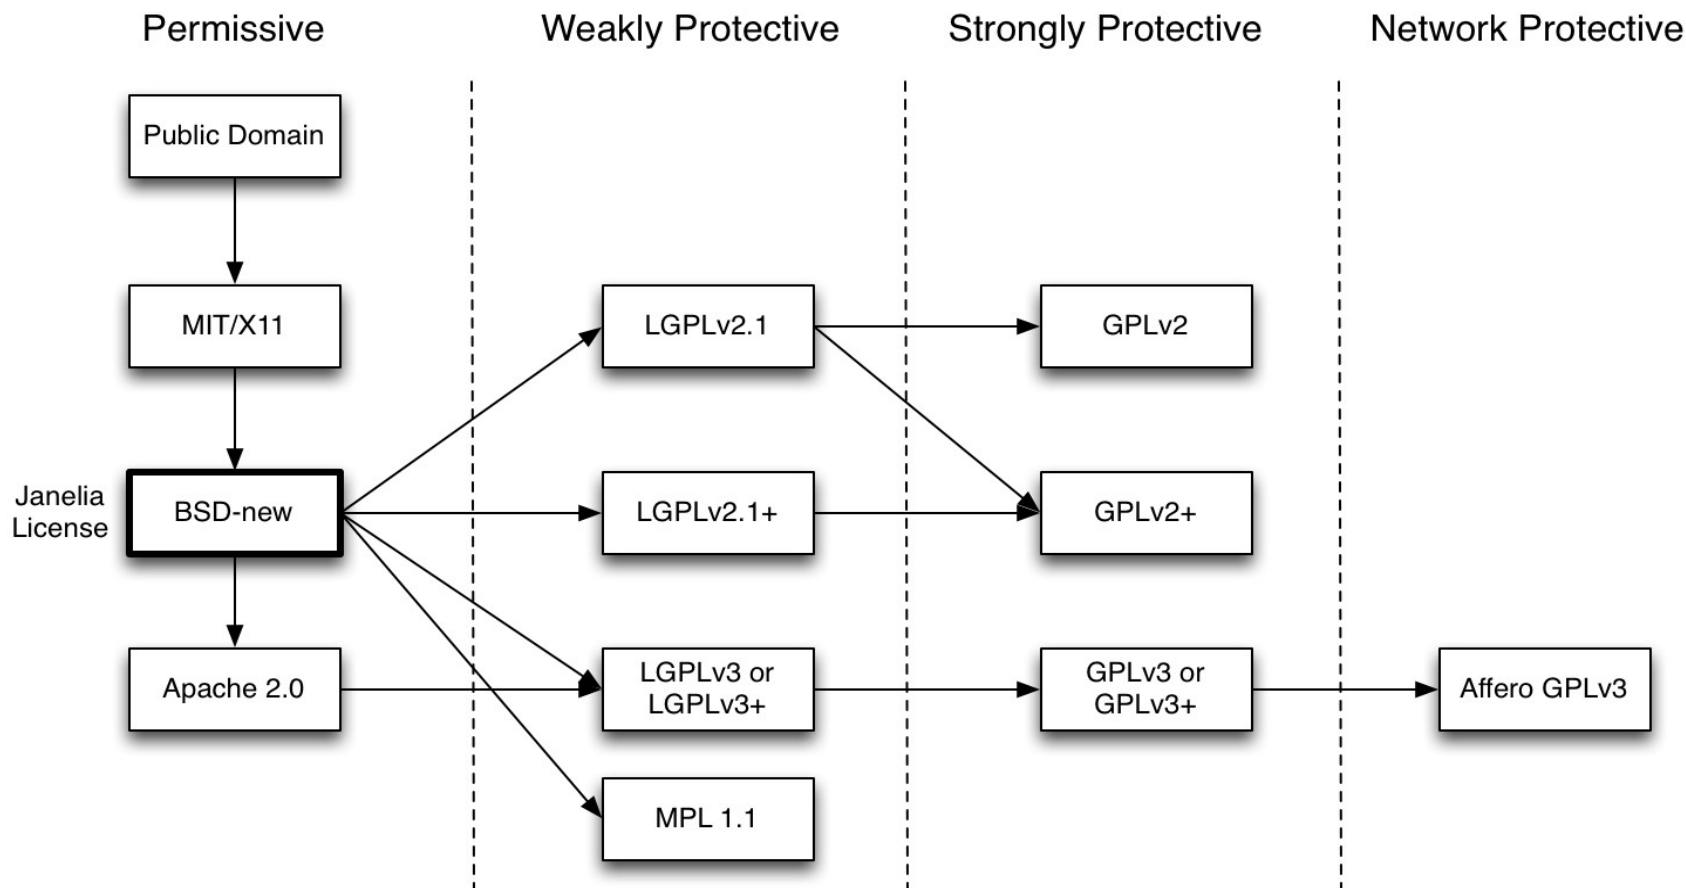 Permissive
Weakly Protective
Strongly Protective
Network Protective
Public Domain
MIT/X11
LGPLv2.1
GPLv2
Janelia
License
BSD-new
LGPLv2.1+
GPLv2+
Apache 2.0
LGPLv3 or
LGPLv3+
GPLv3 or
GPLv3+
Affero GPLv3
MPL 1.1